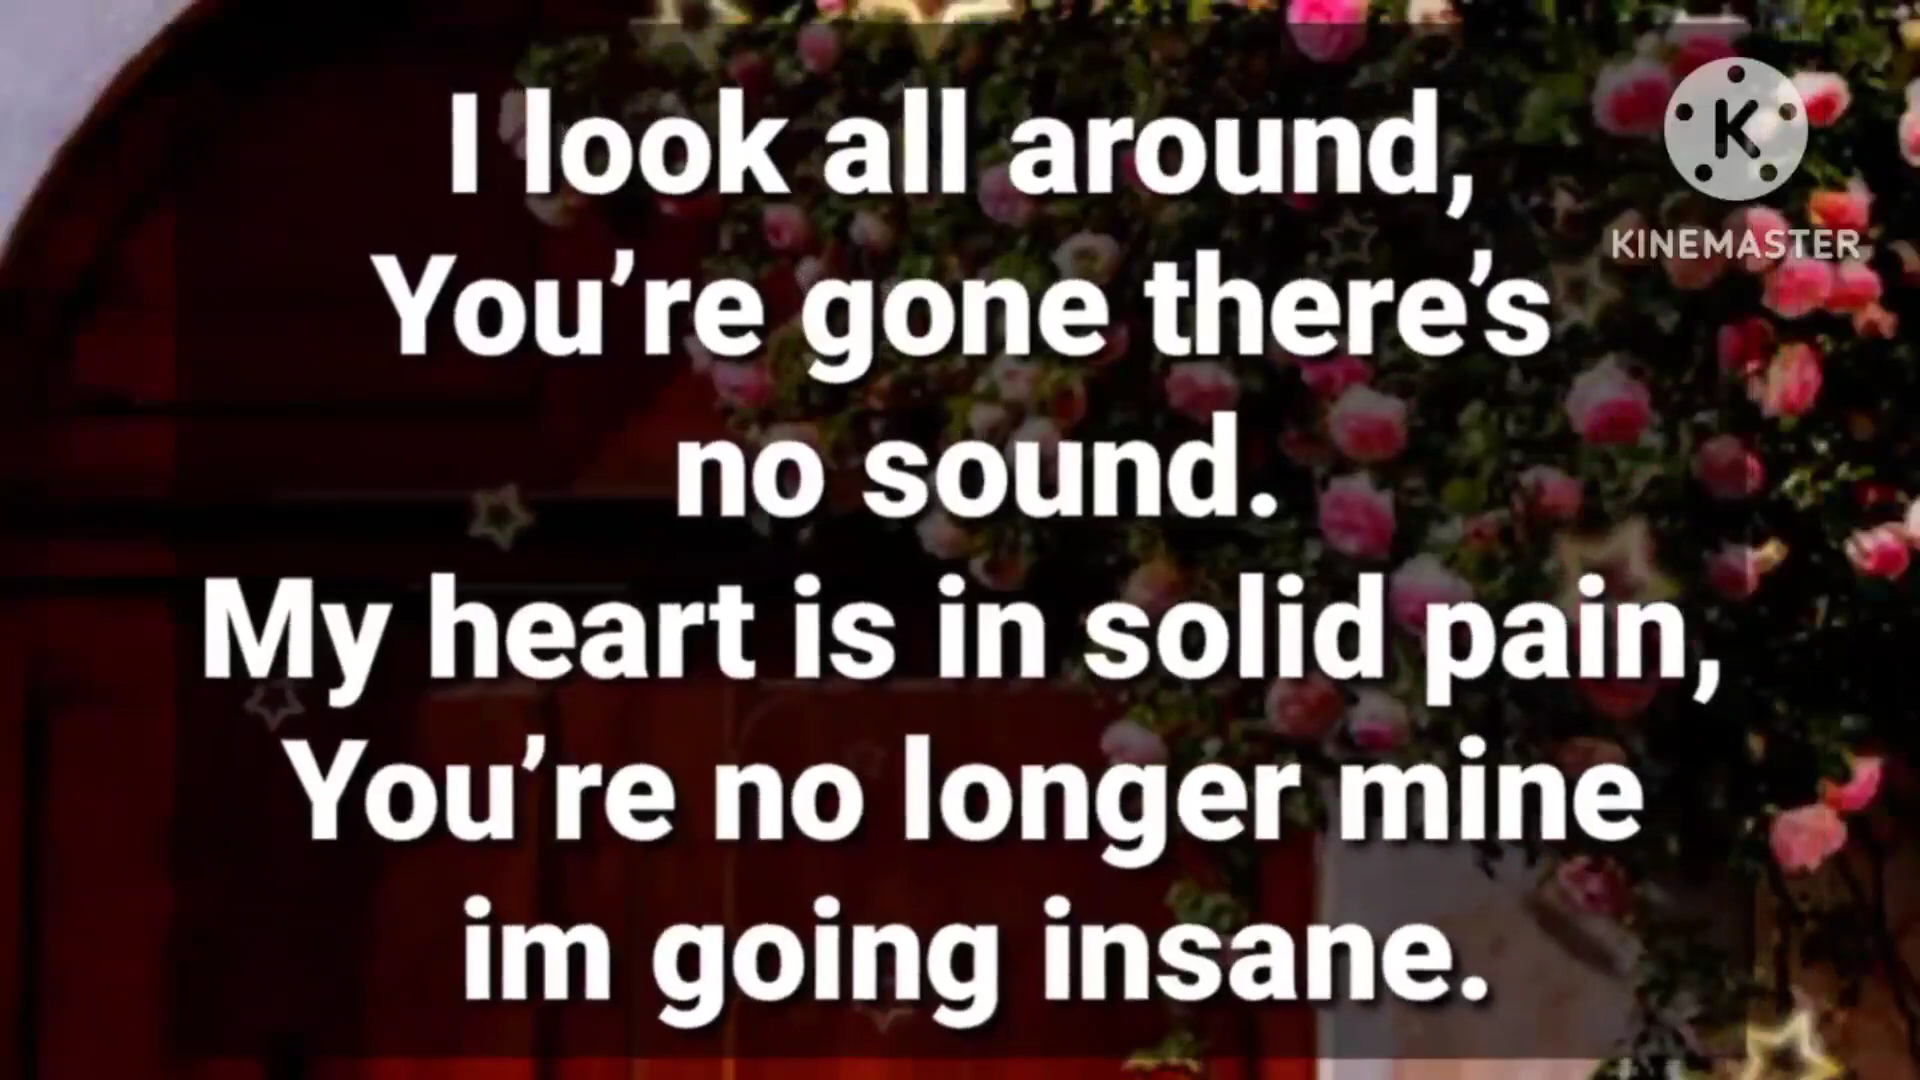 I look all around,
KINEMASTER
You’re gone there’s
no sound.
My heart is in solid pain,
You’re no longer mine
im going insane.